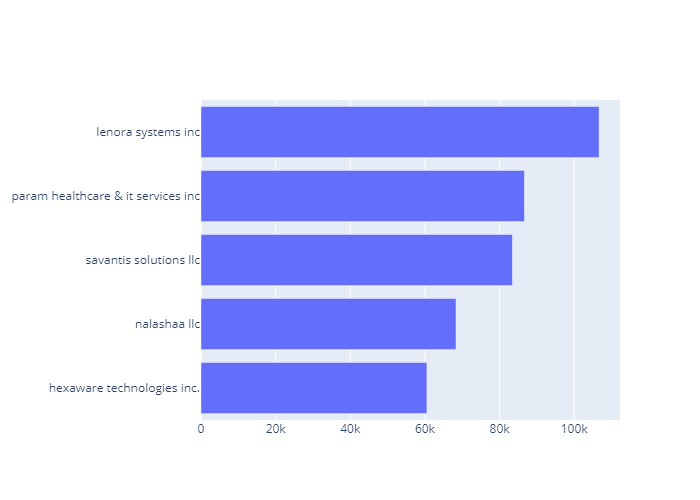 lenora systems inc
param healthcare & it services inc
savantis solutions llc
nalashaa llc
hexaware technologies inc.
0 20k 40k 60k 80k 100k